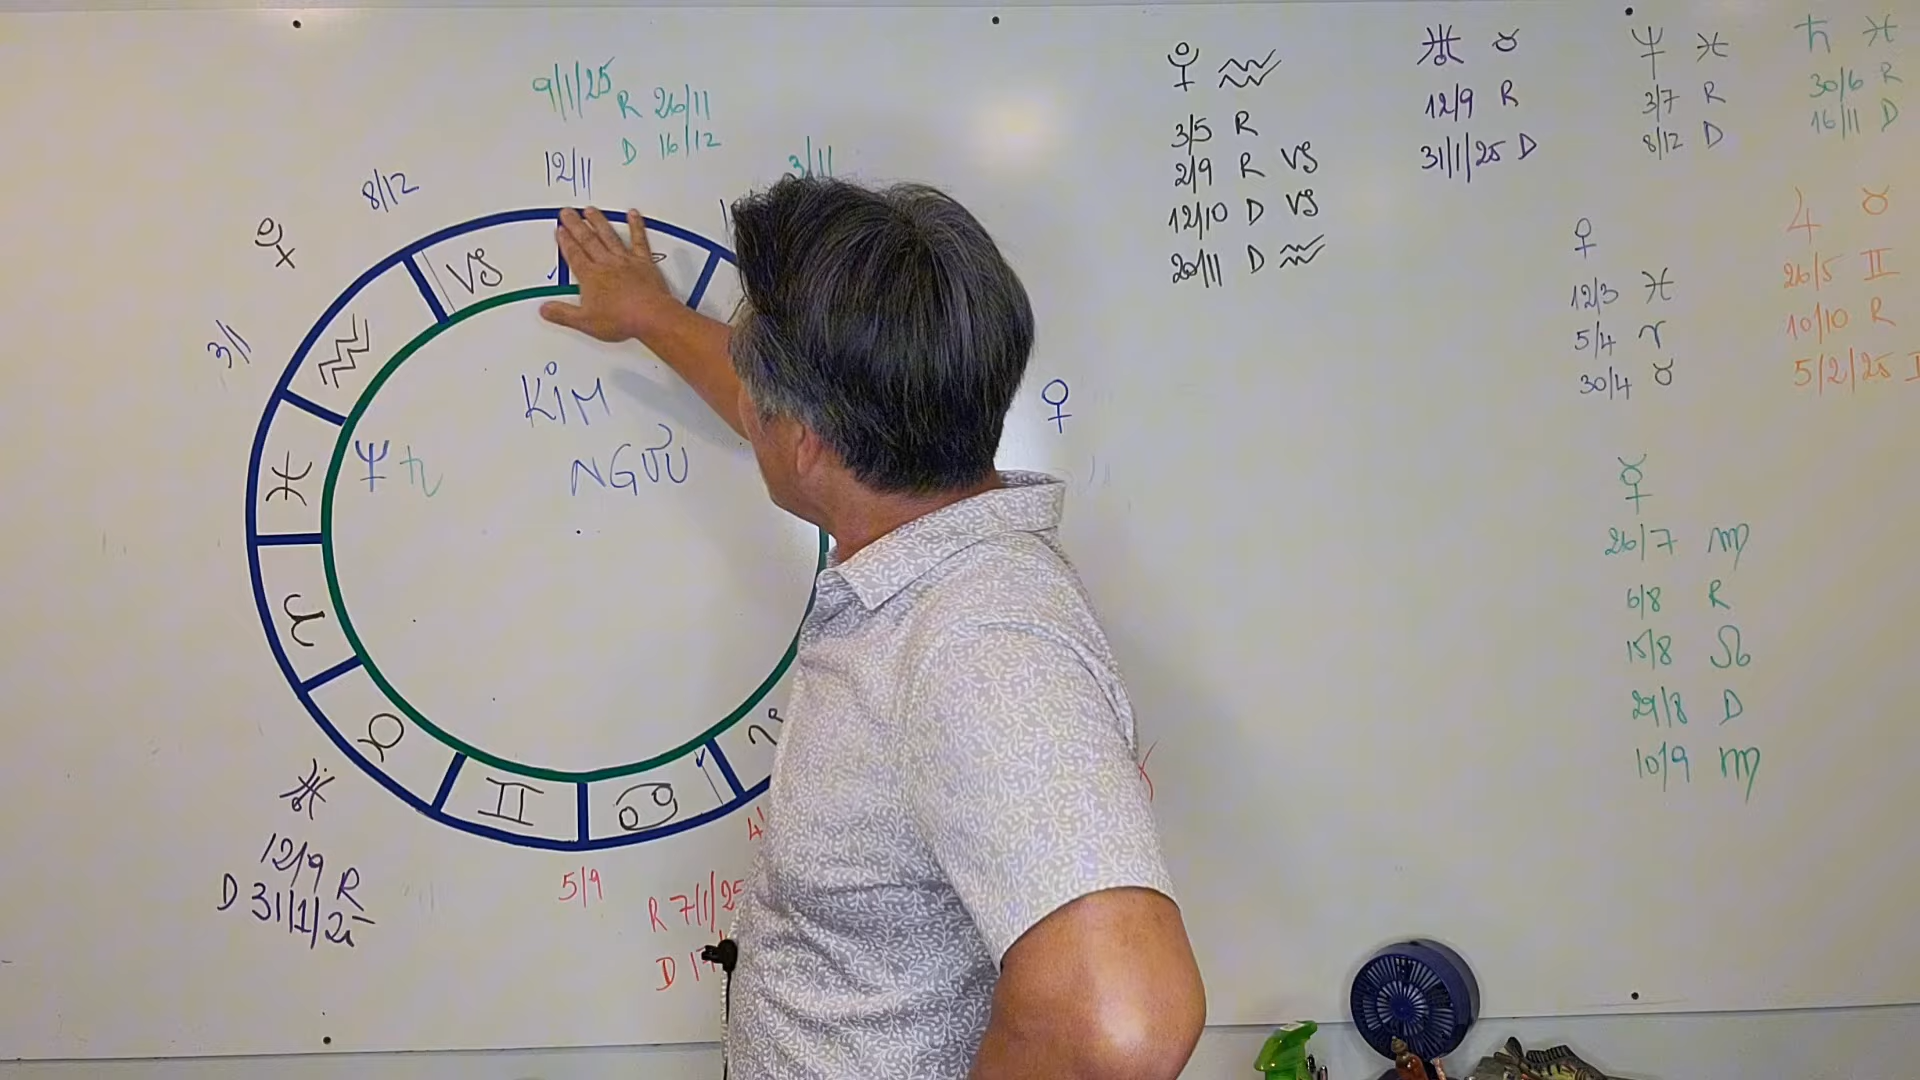 9/1/25 R 26/11
D 16/12
12/11
3/11
8/12
3/1
♑
♒
♓
♈
♉
♊
♋
KIM
NGƯU
♆ ♄
♀
12/9 R
D 31/1/25
5/9
R 7/1/25
♒
3/5 R
2/9 R ♑
12/10 D ♑
20/11 D ♒
♅ ♉
12/9 R
31/1/25 D
♆ ♓
3/7 R
8/12 D
♄ ♓
30/6 R
16/11 D
♀
12/3 ♓
5/4 ♈
30/4 ♉
♃ ♉
26/5 ♊
10/10 R
5/2/25
☿
26/7 ♍
6/8 R
15/8 ♌
29/8 D
10/9 ♍